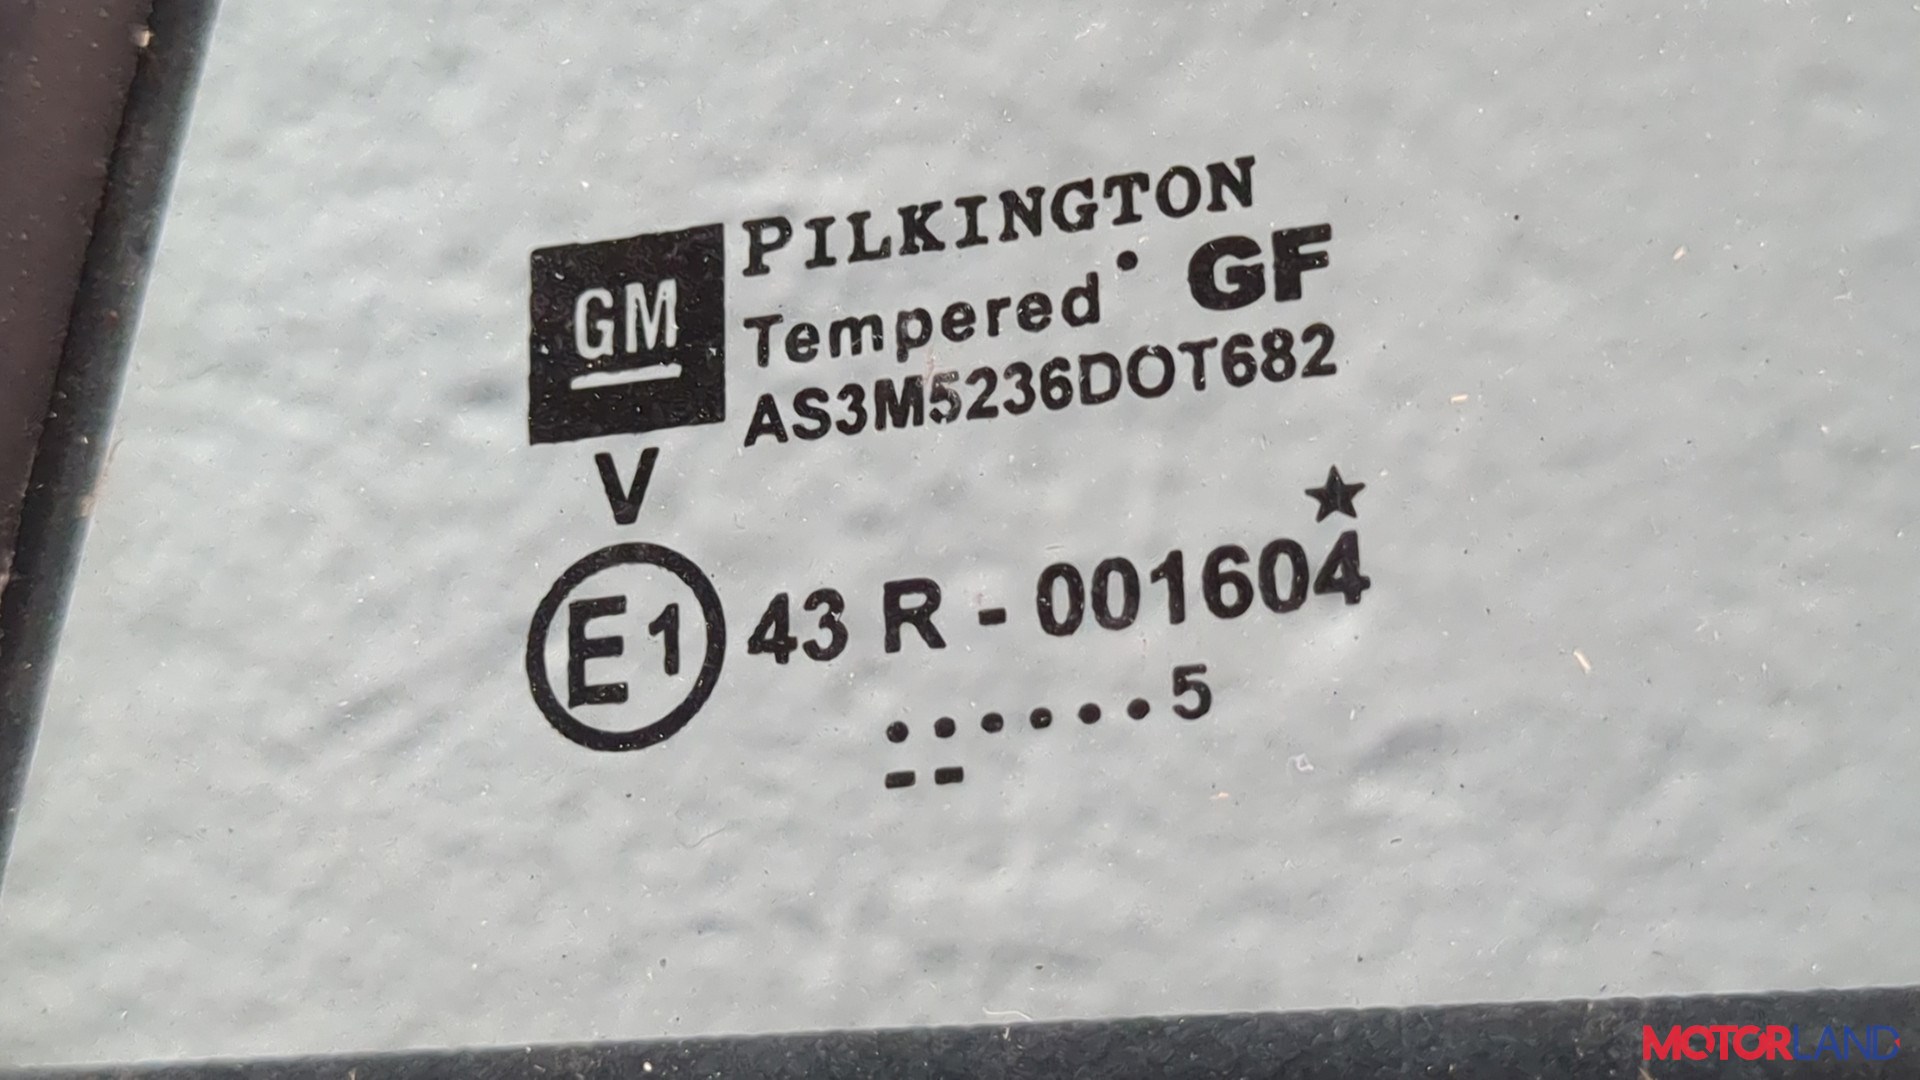 GM
PILKINGTON
Tempered • GF
AS3M5236DOT682
V
★
E1 43 R - 001604
......5
--
MOTORLAND